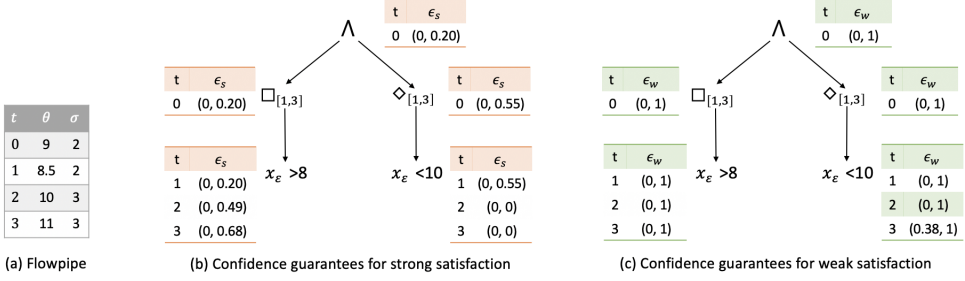 t ϵs
0 (0, 0.20)
∧
t ϵs
0 (0, 0.20)
□[1,3]
◇[1,3]
t ϵs
0 (0, 0.55)
t ϵs
1 (0, 0.20)
2 (0, 0.49)
3 (0, 0.68)
xε >8
xε <10
t ϵs
1 (0, 0.55)
2 (0, 0)
3 (0, 0)
t θ σ
0 9 2
1 8.5 2
2 10 3
3 11 3
t ϵw
0 (0, 1)
∧
t ϵw
0 (0, 1)
□[1,3]
◇[1,3]
t ϵw
0 (0, 1)
t ϵw
1 (0, 1)
2 (0, 1)
3 (0, 1)
xε >8
xε <10
t ϵw
1 (0, 1)
2 (0, 1)
3 (0.38, 1)
(a) Flowpipe
(b) Confidence guarantees for strong satisfaction
(c) Confidence guarantees for weak satisfaction